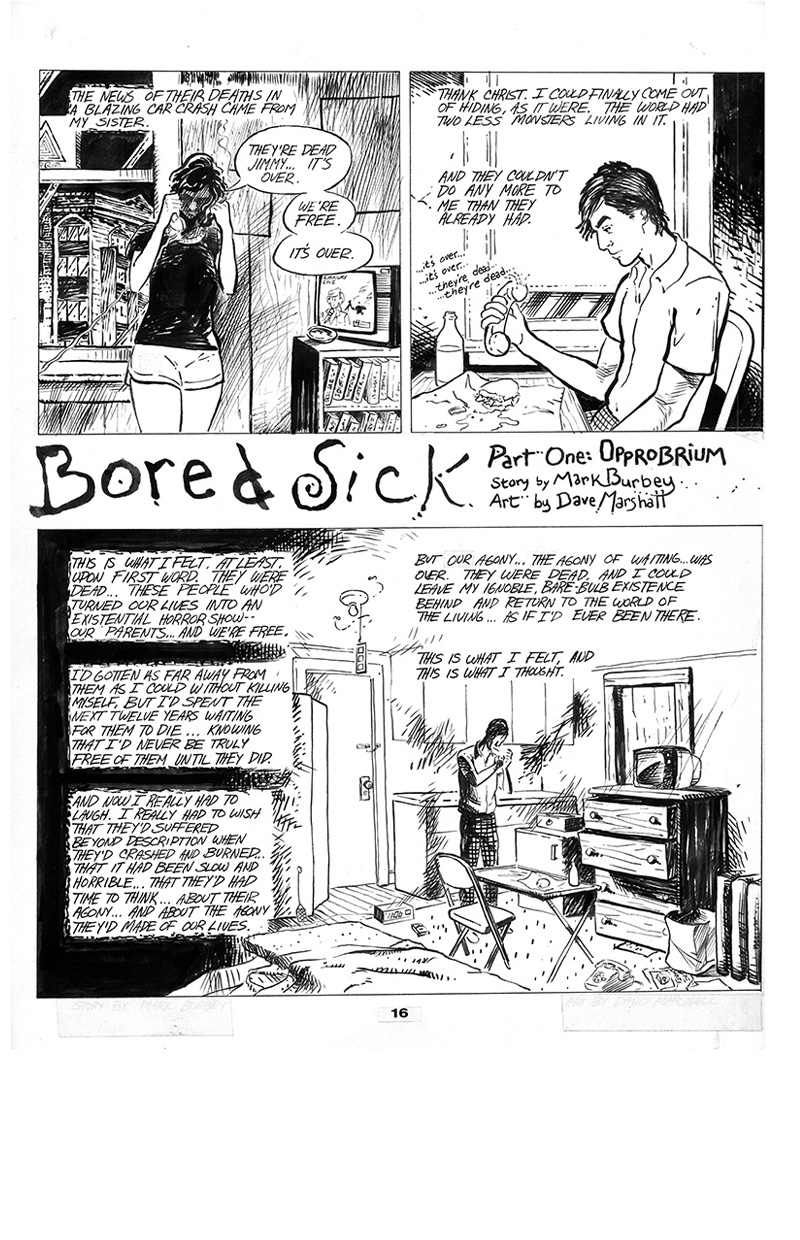 THE NEWS OF THEIR DEATHS IN
A BLAZING CAR CRASH CAME FROM
MY SISTER.
THEY'RE DEAD
JIMMY... IT'S
OVER.
WE'RE
FREE.
IT'S OVER.
THANK CHRIST. I COULD FINALLY COME OUT
OF HIDING, AS IT WERE. THE WORLD HAD
TWO LESS MONSTERS LIVING IN IT.
AND THEY COULDN'T
DO ANY MORE TO
ME THAN THEY
ALREADY HAD.
...it's over...
...it's over...
...they're dead...
...they're dead...
Bore d Sick
Part One: OPPROBRIUM
Story by Mark Burbey
Art by Dave Marshall
THIS IS WHAT I FELT. AT LEAST.
UPON FIRST WORD. THEY WERE
DEAD... THESE PEOPLE WHO'D
TURNED OUR LIVES INTO AN
EXISTENTIAL HORROR SHOW--
OUR PARENTS... AND WE'RE FREE.
I'D GOTTEN AS FAR AWAY FROM
THEM AS I COULD WITHOUT KILLING
MYSELF, BUT I'D SPENT THE
NEXT TWELVE YEARS WAITING
FOR THEM TO DIE... KNOWING
THAT I'D NEVER BE TRULY
FREE OF THEM UNTIL THEY DID.
AND NOW I REALLY HAD TO
LAUGH. I REALLY HAD TO WISH
THAT THEY'D SUFFERED
BEYOND DESCRIPTION WHEN
THEY'D CRASHED AND BURNED...
THAT IT HAD BEEN SLOW AND
HORRIBLE... THAT THEY'D HAD
TIME TO THINK... ABOUT THEIR
AGONY... AND ABOUT THE AGONY
THEY'D MADE OF OUR LIVES.
BUT OUR AGONY... THE AGONY OF WAITING... WAS
OVER. THEY WERE DEAD. AND I COULD
LEAVE MY IGNOBLE, BARE-BULB EXISTENCE
BEHIND AND RETURN TO THE WORLD OF
THE LIVING... AS IF I'D EVER BEEN THERE.
THIS IS WHAT I FELT, AND
THIS IS WHAT I THOUGHT.
STORY BY MARK BURBEY
16
ART BY DAVID MARSHALL